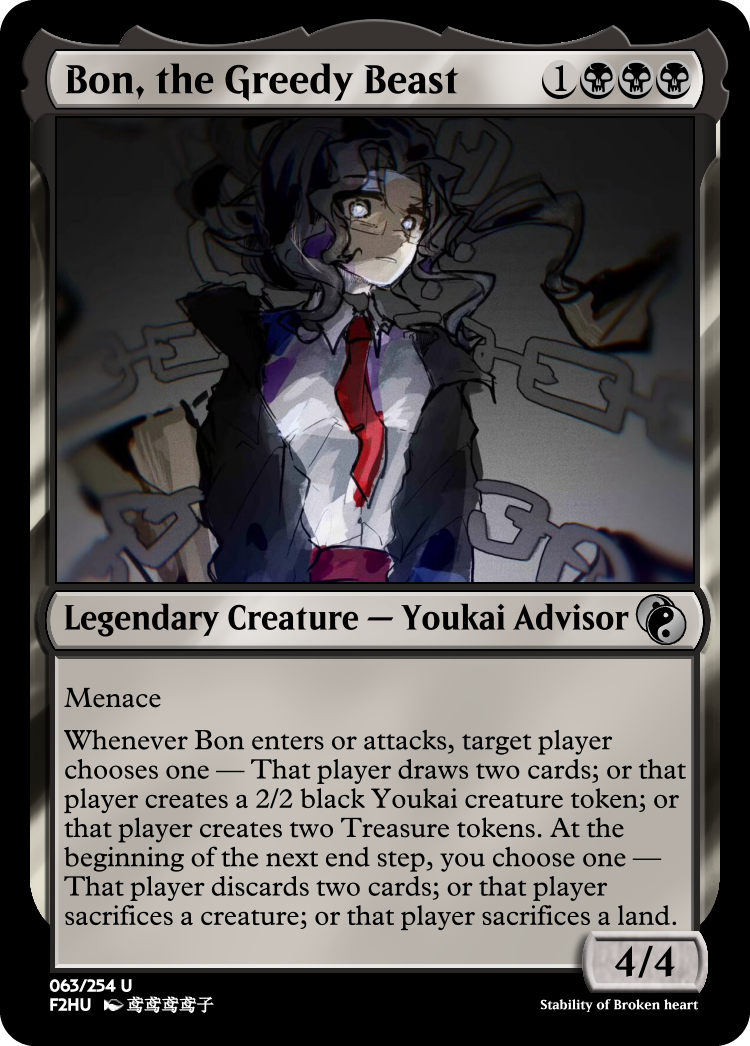 Bon, the Greedy Beast 1
Legendary Creature — Youkai Advisor
Menace
Whenever Bon enters or attacks, target player
chooses one — That player draws two cards; or that
player creates a 2/2 black Youkai creature token; or
that player creates two Treasure tokens. At the
beginning of the next end step, you choose one —
That player discards two cards; or that player
sacrifices a creature; or that player sacrifices a land.
4/4
063/254 U
F2HU 鸢鸢鸢鸢子
Stability of Broken heart